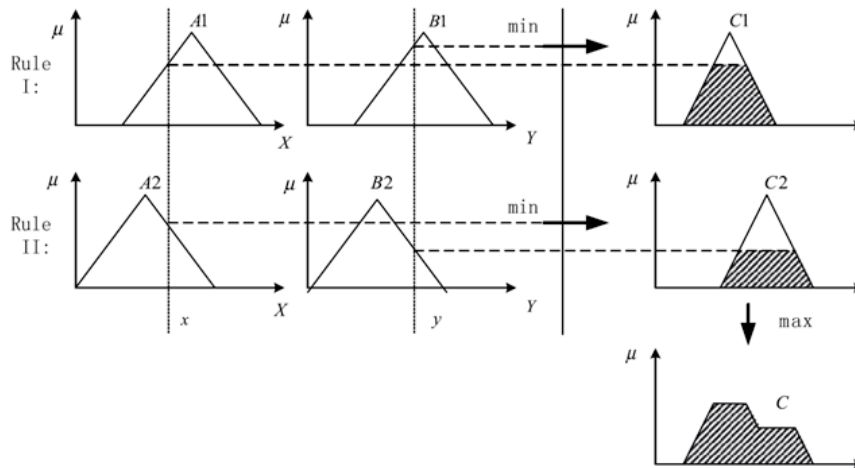 μ A1 μ B1 min μ C1
Rule
I:
X Y
μ A2 μ B2 min μ C2
Rule
II:
X Y
x y max
μ C